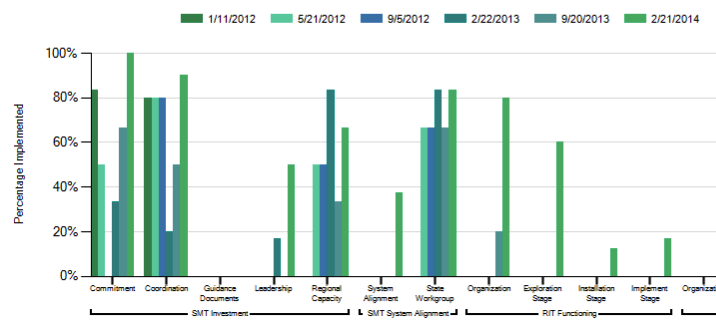 1/11/2012 5/21/2012 9/5/2012 2/22/2013 9/20/2013 2/21/2014
100%
80%
60%
40%
20%
0%
Percentage Implemented
Commitment Coordination Guidance Documents Leadership Regional Capacity System Alignment State Workgroup Organization Exploration Stage Installation Stage Implement Stage Organizatio
SMT Investment SMT System Alignment RIT Functioning